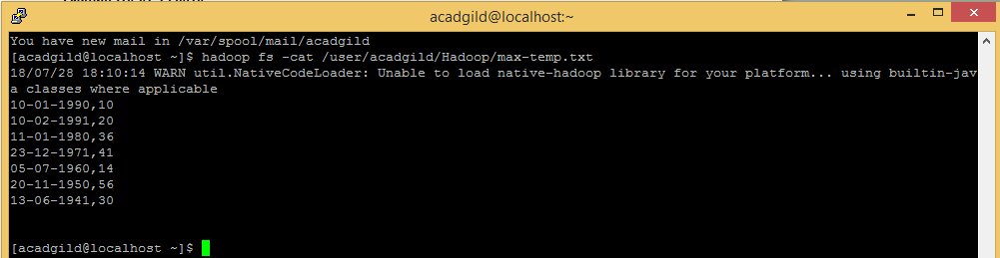 acadgild@localhost:~
You have new mail in /var/spool/mail/acadgild
[acadgild@localhost ~]$ hadoop fs -cat /user/acadgild/Hadoop/max-temp.txt
18/07/28 18:10:14 WARN util.NativeCodeLoader: Unable to load native-hadoop library for your platform... using builtin-jav
a classes where applicable
10-01-1990,10
10-02-1991,20
11-01-1980,36
23-12-1971,41
05-07-1960,14
20-11-1950,56
13-06-1941,30
[acadgild@localhost ~]$